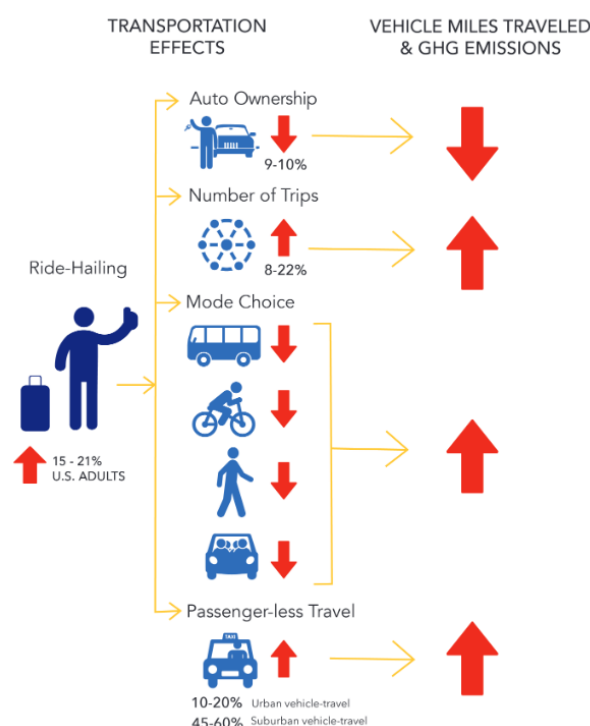 TRANSPORTATION
EFFECTS
VEHICLE MILES TRAVELED
& GHG EMISSIONS
Auto Ownership
9-10%
Number of Trips
8-22%
Ride-Hailing
15 - 21%
U.S. ADULTS
Mode Choice
Passenger-less Travel
TAXI
10-20% Urban vehicle-travel
45-60% Suburban vehicle-travel